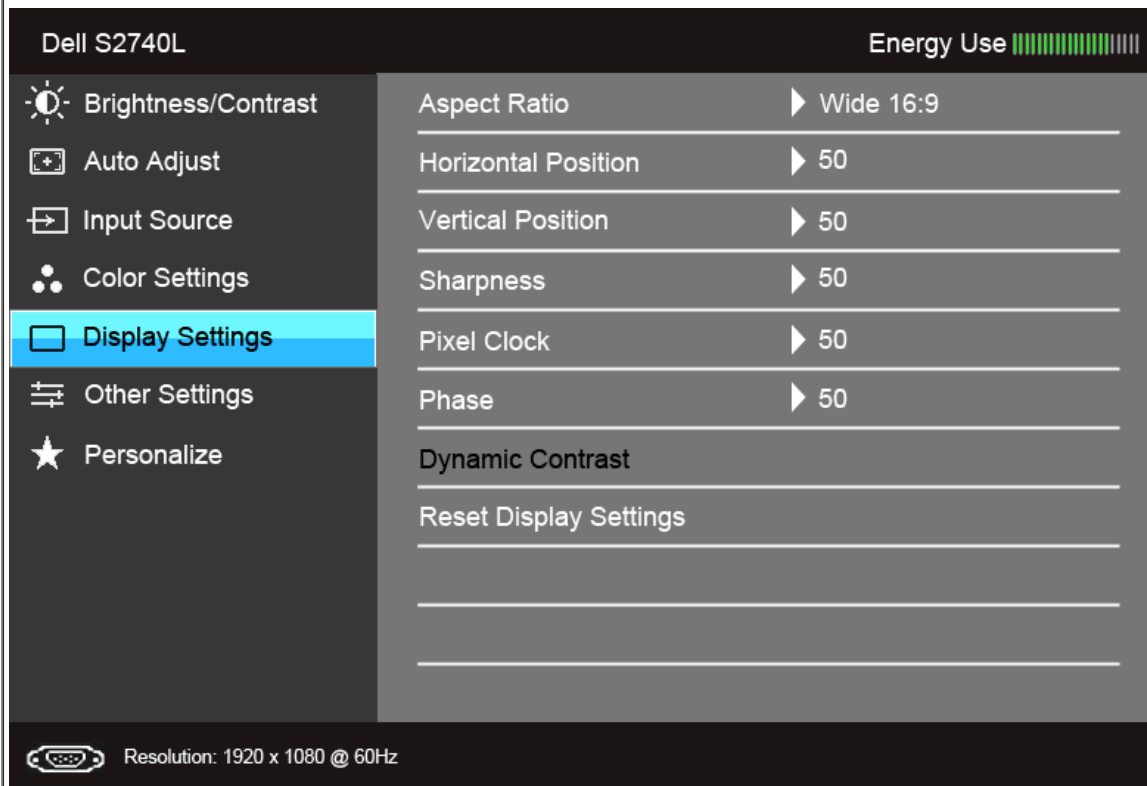 Dell S2740L Energy Use
Brightness/Contrast
Auto Adjust
Input Source
Color Settings
Display Settings
Other Settings
Personalize
Aspect Ratio Wide 16:9
Horizontal Position 50
Vertical Position 50
Sharpness 50
Pixel Clock 50
Phase 50
Dynamic Contrast
Reset Display Settings
Resolution: 1920 x 1080 @ 60Hz